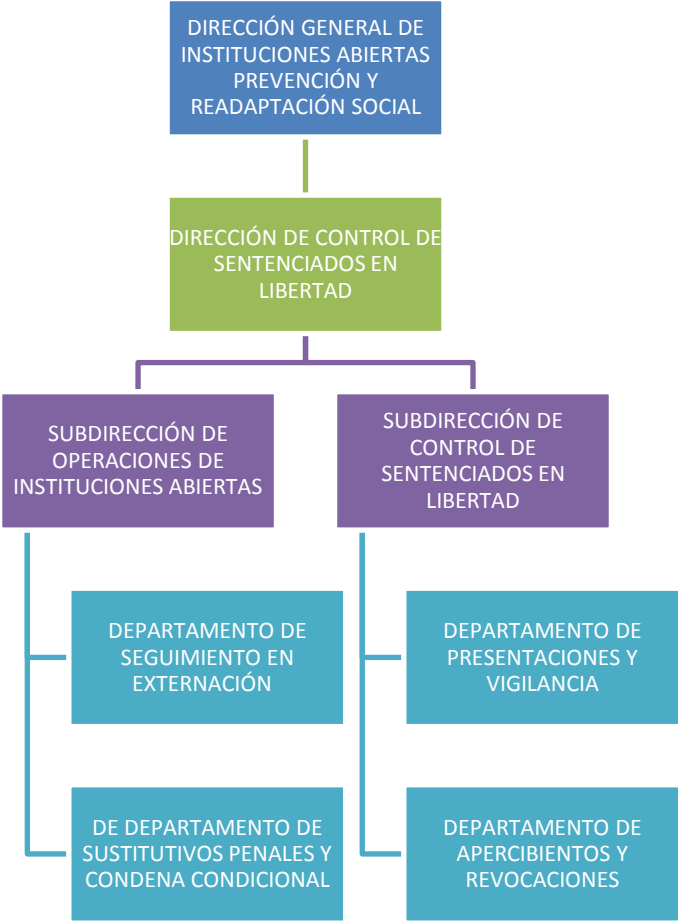 DIRECCIÓN GENERAL DE
INSTITUCIONES ABIERTAS
PREVENCIÓN Y
READAPTACIÓN SOCIAL
DIRECCIÓN DE CONTROL DE
SENTENCIADOS EN
LIBERTAD
SUBDIRECCIÓN DE
OPERACIONES DE
INSTITUCIONES ABIERTAS
SUBDIRECCIÓN DE
CONTROL DE
SENTENCIADOS EN
LIBERTAD
DEPARTAMENTO DE
SEGUIMIENTO EN
EXTERNACIÓN
DEPARTAMENTO DE
PRESENTACIONES Y
VIGILANCIA
DE DEPARTAMENTO DE
SUSTITUTIVOS PENALES Y
CONDENA CONDICIONAL
DEPARTAMENTO DE
APERCIBIENTOS Y
REVOCACIONES